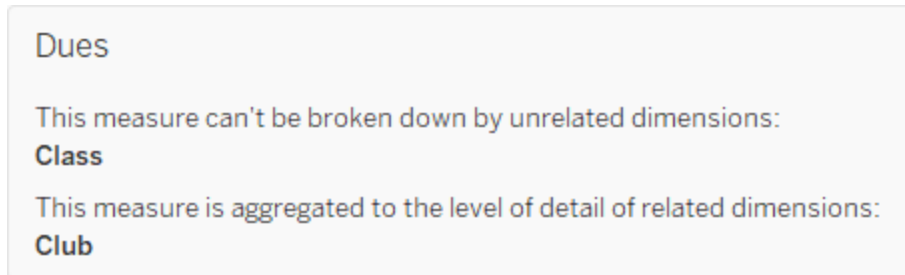 Dues
This measure can't be broken down by unrelated dimensions:
Class
This measure is aggregated to the level of detail of related dimensions:
Club